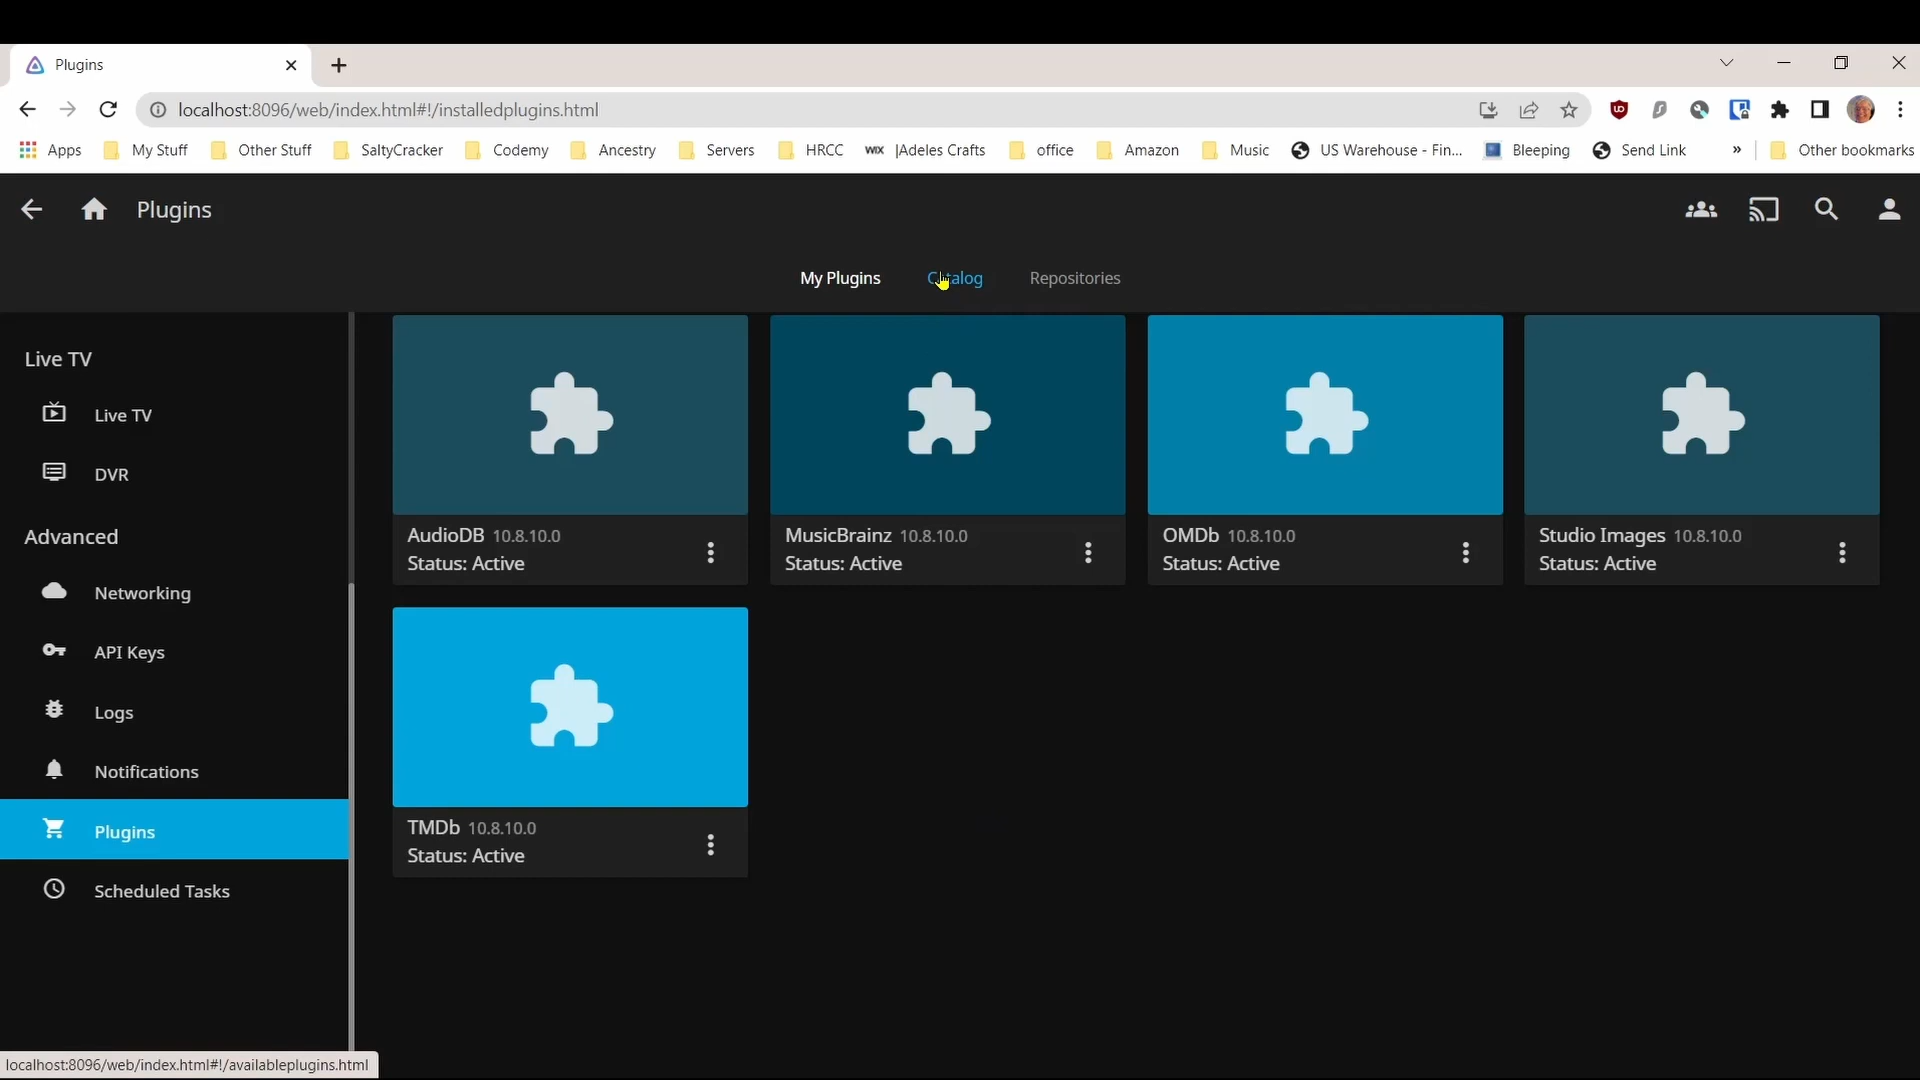 Plugins
localhost:8096/web/index.html#!/installedplugins.html
Apps My Stuff Other Stuff SaltyCracker Codemy Ancestry Servers HRCC WIX |Adeles Crafts office Amazon Music US Warehouse - Fin... Bleeping Send Link » Other bookmarks
Plugins
My Plugins Catalog Repositories
Live TV
Live TV
DVR
Advanced
Networking
API Keys
Logs
Notifications
Plugins
Scheduled Tasks
AudioDB 10.8.10.0
Status: Active
MusicBrainz 10.8.10.0
Status: Active
OMDb 10.8.10.0
Status: Active
Studio Images 10.8.10.0
Status: Active
TMDb 10.8.10.0
Status: Active
localhost:8096/web/index.html#!/availableplugins.html